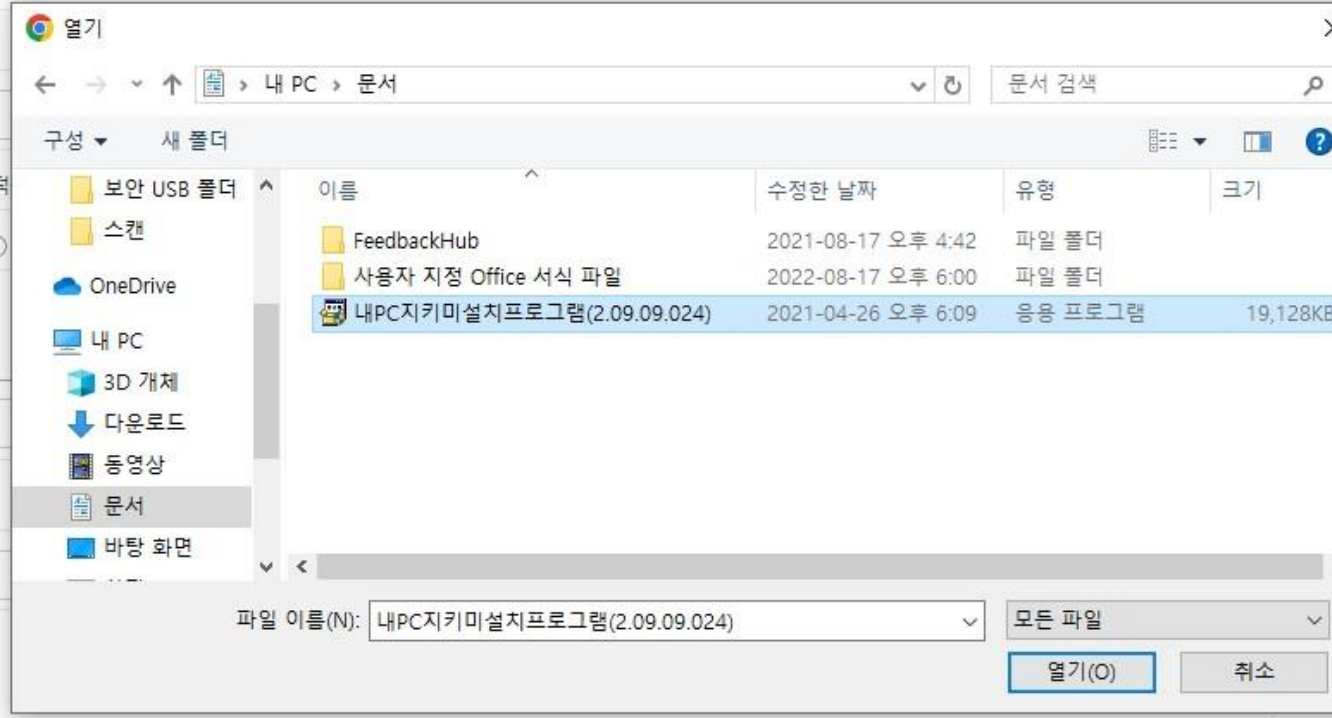 열기
내 PC > 문서
문서 검색
구성
새 폴더
보안 USB 폴더
스캔
OneDrive
내 PC
3D 개체
다운로드
동영상
문서
바탕 화면
이름 수정한 날짜 유형 크기
FeedbackHub 2021-08-17 오후 4:42 파일 폴더
사용자 지정 Office 서식 파일 2022-08-17 오후 6:00 파일 폴더
내PC지키미설치프로그램(2.09.09.024) 2021-04-26 오후 6:09 응용 프로그램 19,128KB
파일 이름(N): 내PC지키미설치프로그램(2.09.09.024)
모든 파일
열기(O) 취소